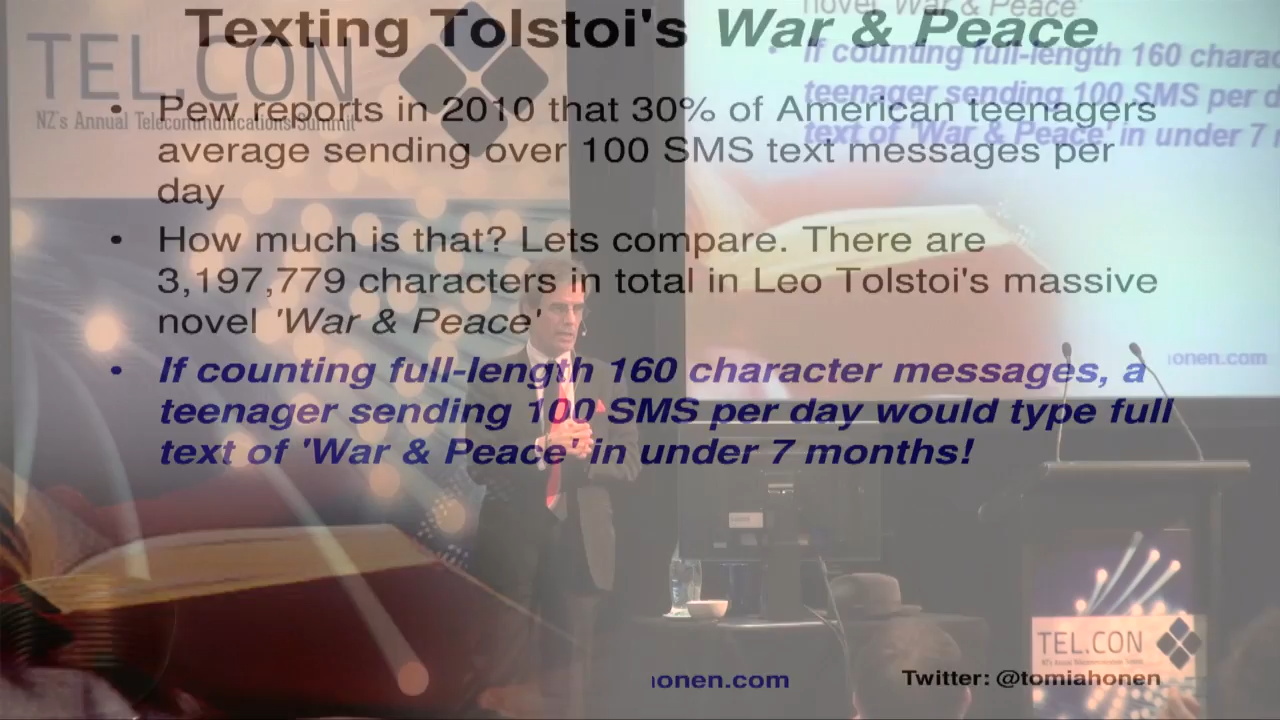 Texting Tolstoi's War & Peace
TEL.CON
NZ's Annual Telecommunications Summit
• Pew reports in 2010 that 30% of American teenagers
average sending over 100 SMS text messages per
day
• How much is that? Lets compare. There are
3,197,779 characters in total in Leo Tolstoi's massive
novel 'War & Peace'
• If counting full-length 160 character messages, a
teenager sending 100 SMS per day would type full
text of 'War & Peace' in under 7 months!
novel 'War & Peace'
• If counting full-length 160 charac
teenager sending 100 SMS per d
text of 'War & Peace' in under 7 
onen.com
TEL.CON
onen.com
Twitter: @tomiahonen